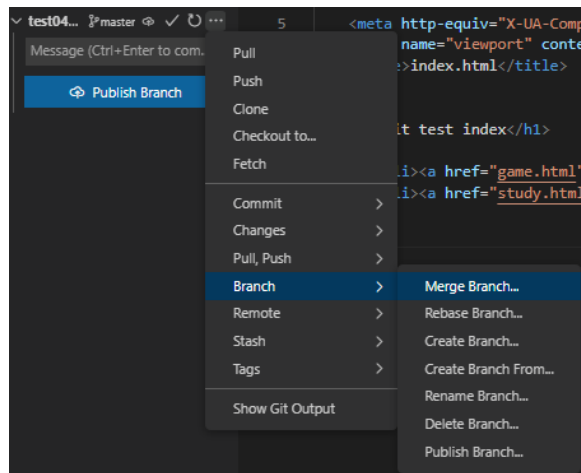 test04... master
Message (Ctrl+Enter to com.
Publish Branch
Pull
Push
Clone
Checkout to...
Fetch
Commit
Changes
Pull, Push
Branch
Remote
Stash
Tags
Show Git Output
Merge Branch...
Rebase Branch...
Create Branch...
Create Branch From...
Rename Branch...
Delete Branch...
Publish Branch...
5 <meta http-equiv="X-UA-Comp
name="viewport" conte
>index.html</title>
it test index</h1>
i><a href="game.html"
i><a href="study.html